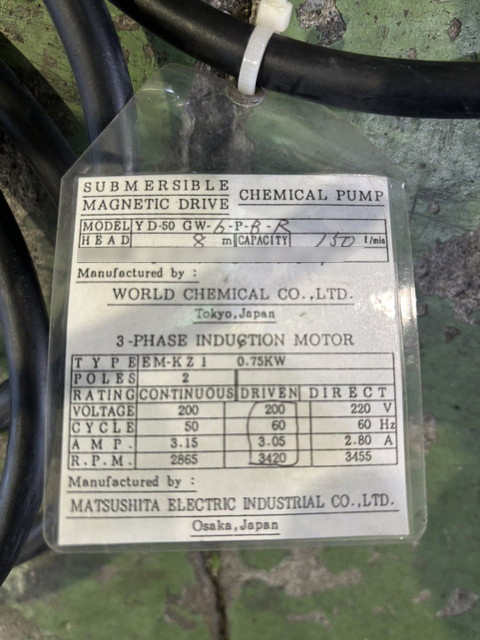 SUBMERSIBLE
MAGNETIC DRIVE CHEMICAL PUMP
MODEL YD-50 GW-6-P-B-R
HEAD 8 m CAPACITY 150 ℓ/min
Manufactured by :
WORLD CHEMICAL CO.,LTD.
Tokyo, Japan
3-PHASE INDUCTION MOTOR
TYPE EM-KZ1 0.75KW
POLES 2
RATING CONTINUOUS DRIVEN DIRECT
VOLTAGE 200 200 220 V
CYCLE 50 60 60 Hz
AMP. 3.15 3.05 2.80 A
R.P.M. 2865 3420 3455
Manufactured by :
MATSUSHITA ELECTRIC INDUSTRIAL CO.,LTD.
Osaka, Japan